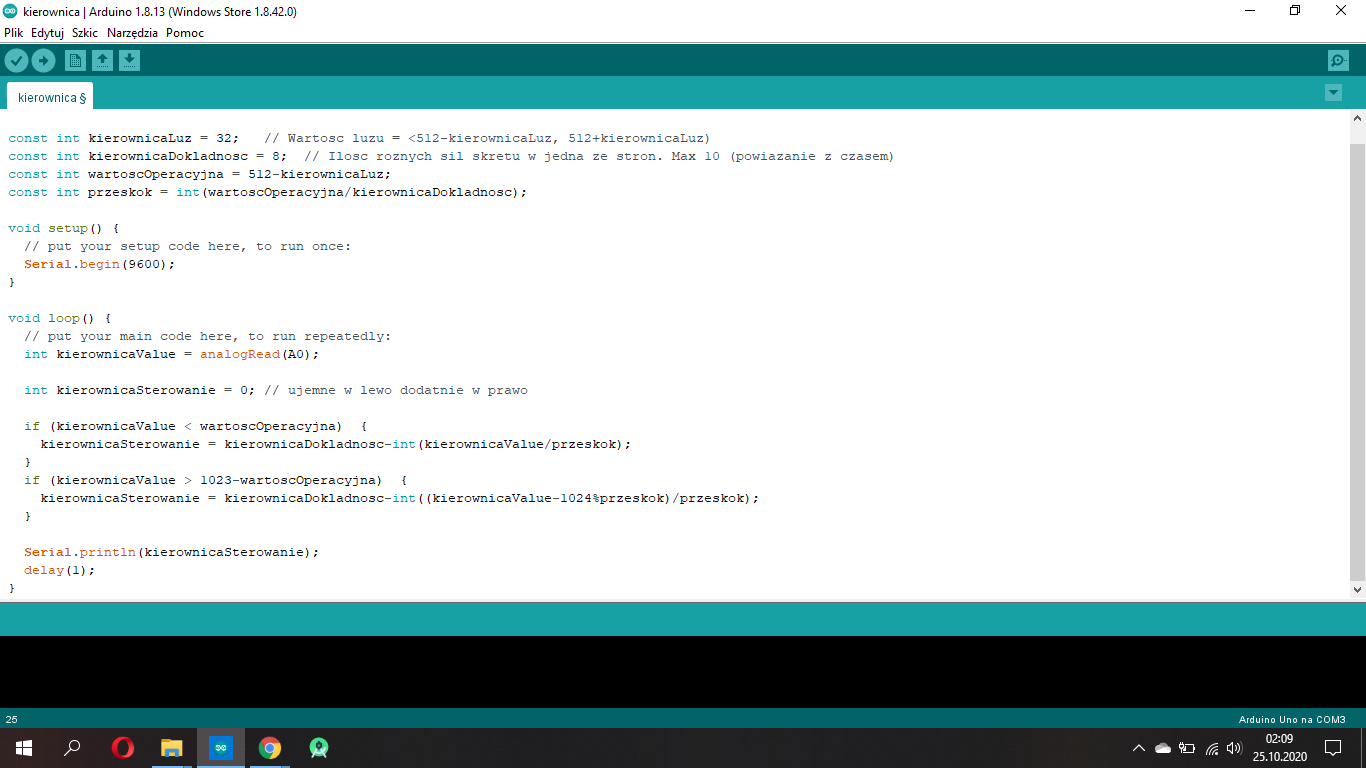 kierownica | Arduino 1.8.13 (Windows Store 1.8.42.0)
Plik Edytuj Szkic Narzędzia Pomoc
kierownica §
const int kierownicaLuz = 32;   // Wartosc luzu = <512-kierownicaLuz, 512+kierownicaLuz)
const int kierownicaDokladnosc = 8;  // Ilosc roznych sil skretu w jedna ze stron. Max 10 (powiazanie z czasem)
const int wartoscOperacyjna = 512-kierownicaLuz;
const int przeskok = int(wartoscOperacyjna/kierownicaDokladnosc);
void setup() {
  // put your setup code here, to run once:
  Serial.begin(9600);
}
void loop() {
  // put your main code here, to run repeatedly:
  int kierownicaValue = analogRead(A0);
  int kierownicaSterowanie = 0; // ujemne w lewo dodatnie w prawo
  if (kierownicaValue < wartoscOperacyjna)  {
    kierownicaSterowanie = kierownicaDokladnosc-int(kierownicaValue/przeskok);
  }
  if (kierownicaValue > 1023-wartoscOperacyjna)  {
    kierownicaSterowanie = kierownicaDokladnosc-int((kierownicaValue-1024%przeskok)/przeskok);
  }
  Serial.println(kierownicaSterowanie);
  delay(1);
}
25
Arduino Uno na COM3
02:09
25.10.2020